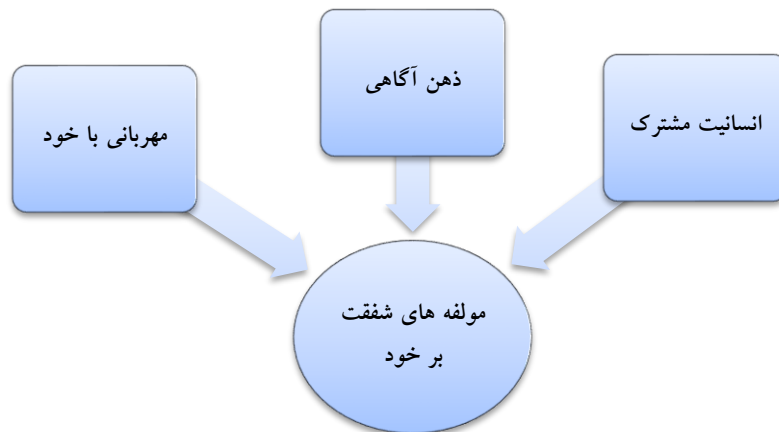 انسانیت مشترک
ذهن آگاهی
مهربانی با خود
مولفه های شفقت
بر خود